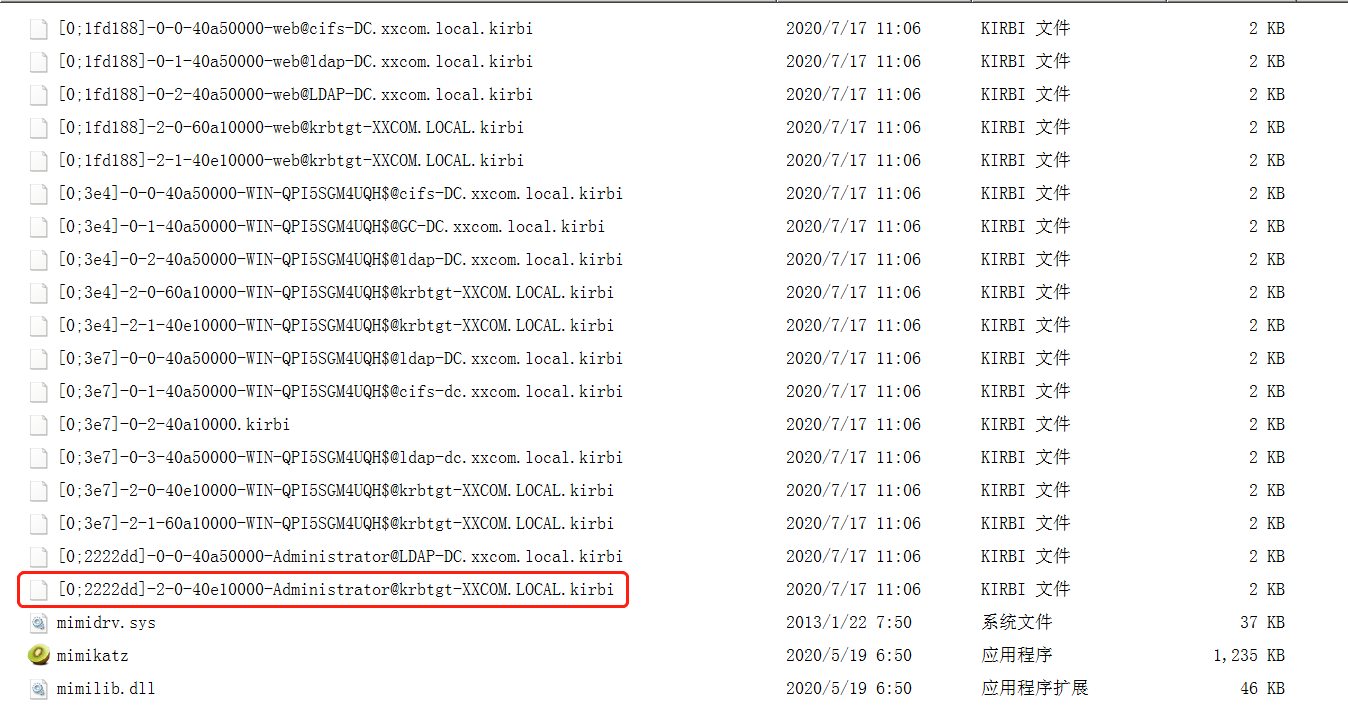 [0;1fd188]-0-0-40a50000-web@cifs-DC.xxcom.local.kirbi 2020/7/17 11:06 KIRBI 文件 2 KB
[0;1fd188]-0-1-40a50000-web@ldap-DC.xxcom.local.kirbi 2020/7/17 11:06 KIRBI 文件 2 KB
[0;1fd188]-0-2-40a50000-web@LDAP-DC.xxcom.local.kirbi 2020/7/17 11:06 KIRBI 文件 2 KB
[0;1fd188]-2-0-60a10000-web@krbtgt-XXCOM.LOCAL.kirbi 2020/7/17 11:06 KIRBI 文件 2 KB
[0;1fd188]-2-1-40e10000-web@krbtgt-XXCOM.LOCAL.kirbi 2020/7/17 11:06 KIRBI 文件 2 KB
[0;3e4]-0-0-40a50000-WIN-QPI5SGM4UQH$@cifs-DC.xxcom.local.kirbi 2020/7/17 11:06 KIRBI 文件 2 KB
[0;3e4]-0-1-40a50000-WIN-QPI5SGM4UQH$@GC-DC.xxcom.local.kirbi 2020/7/17 11:06 KIRBI 文件 2 KB
[0;3e4]-0-2-40a50000-WIN-QPI5SGM4UQH$@ldap-DC.xxcom.local.kirbi 2020/7/17 11:06 KIRBI 文件 2 KB
[0;3e4]-2-0-60a10000-WIN-QPI5SGM4UQH$@krbtgt-XXCOM.LOCAL.kirbi 2020/7/17 11:06 KIRBI 文件 2 KB
[0;3e4]-2-1-40e10000-WIN-QPI5SGM4UQH$@krbtgt-XXCOM.LOCAL.kirbi 2020/7/17 11:06 KIRBI 文件 2 KB
[0;3e7]-0-0-40a50000-WIN-QPI5SGM4UQH$@ldap-DC.xxcom.local.kirbi 2020/7/17 11:06 KIRBI 文件 2 KB
[0;3e7]-0-1-40a50000-WIN-QPI5SGM4UQH$@cifs-dc.xxcom.local.kirbi 2020/7/17 11:06 KIRBI 文件 2 KB
[0;3e7]-0-2-40a10000.kirbi 2020/7/17 11:06 KIRBI 文件 2 KB
[0;3e7]-0-3-40a50000-WIN-QPI5SGM4UQH$@ldap-dc.xxcom.local.kirbi 2020/7/17 11:06 KIRBI 文件 2 KB
[0;3e7]-2-0-40e10000-WIN-QPI5SGM4UQH$@krbtgt-XXCOM.LOCAL.kirbi 2020/7/17 11:06 KIRBI 文件 2 KB
[0;3e7]-2-1-60a10000-WIN-QPI5SGM4UQH$@krbtgt-XXCOM.LOCAL.kirbi 2020/7/17 11:06 KIRBI 文件 2 KB
[0;2222dd]-0-0-40a50000-Administrator@LDAP-DC.xxcom.local.kirbi 2020/7/17 11:06 KIRBI 文件 2 KB
[0;2222dd]-2-0-40e10000-Administrator@krbtgt-XXCOM.LOCAL.kirbi 2020/7/17 11:06 KIRBI 文件 2 KB
mimidrv.sys 2013/1/22 7:50 系统文件 37 KB
mimikatz 2020/5/19 6:50 应用程序 1,235 KB
mimilib.dll 2020/5/19 6:50 应用程序扩展 46 KB